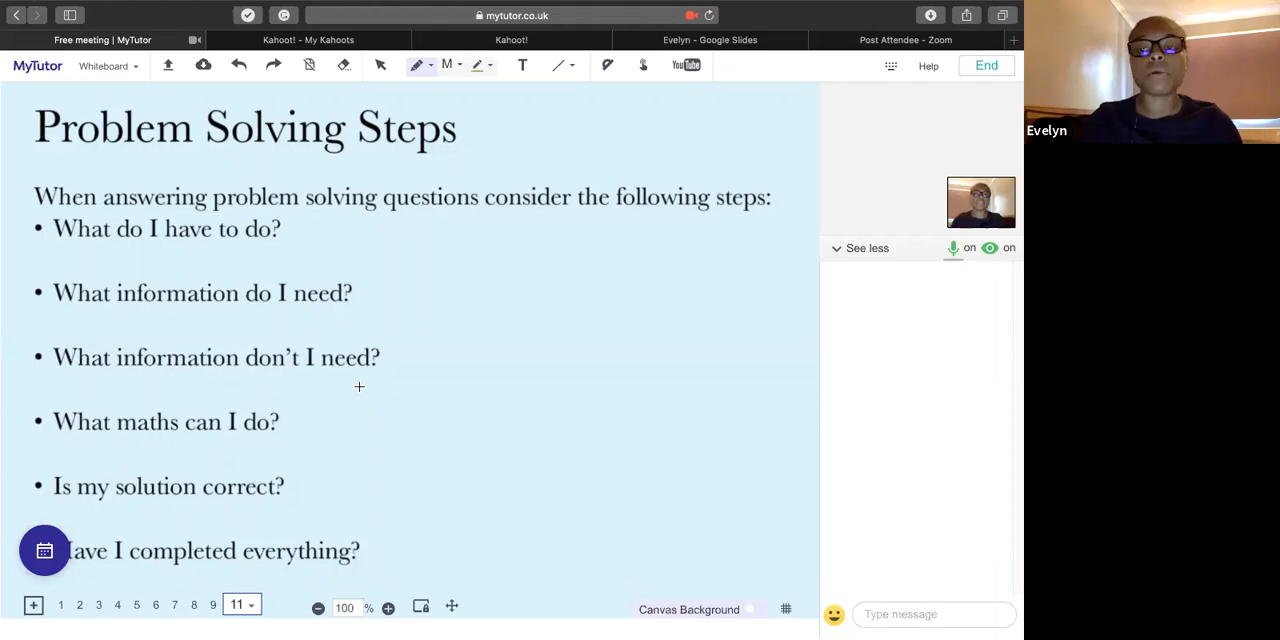 mytutor.co.uk
Free meeting | MyTutor
Kahoot! - My Kahoots
Kahoot!
Evelyn - Google Slides
Post Attendee - Zoom
MyTutor
Whiteboard
M
T
YouTube
Help
End
Problem Solving Steps
When answering problem solving questions consider the following steps:
• What do I have to do?
• What information do I need?
• What information don't I need?
• What maths can I do?
• Is my solution correct?
Have I completed everything?
Evelyn
See less
on
on
1 2 3 4 5 6 7 8 9 11
100 %
Canvas Background
Type message